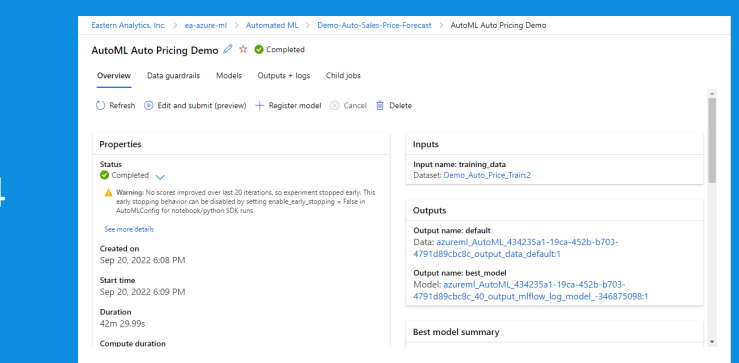 Eastern Analytics, Inc. > ea-azure-ml > Automated ML > Demo-Auto-Sales-Price-Forecast > AutoML Auto Pricing Demo
AutoML Auto Pricing Demo Completed
Overview Data guardrails Models Outputs + logs Child jobs
Refresh Edit and submit (preview) Register model Cancel Delete
Properties
Status
Completed
Warning: No scores improved over last 20 iterations, so experiment stopped early. This
early stopping behavior can be disabled by setting enable_early_stopping = False in
AutoMLConfig for notebook/python SDK runs.
See more details
Created on
Sep 20, 2022 6:08 PM
Start time
Sep 20, 2022 6:09 PM
Duration
42m 29.99s
Compute duration
Inputs
Input name: training_data
Dataset: Demo_Auto_Price_Train:2
Outputs
Output name: default
Data: azureml_AutoML_434235a1-19ca-452b-b703-
4791d89cbc8c_output_data_default:1
Output name: best_model
Model: azureml_AutoML_434235a1-19ca-452b-b703-
4791d89cbc8c_40_output_mlflow_log_model_-346875098:1
Best model summary